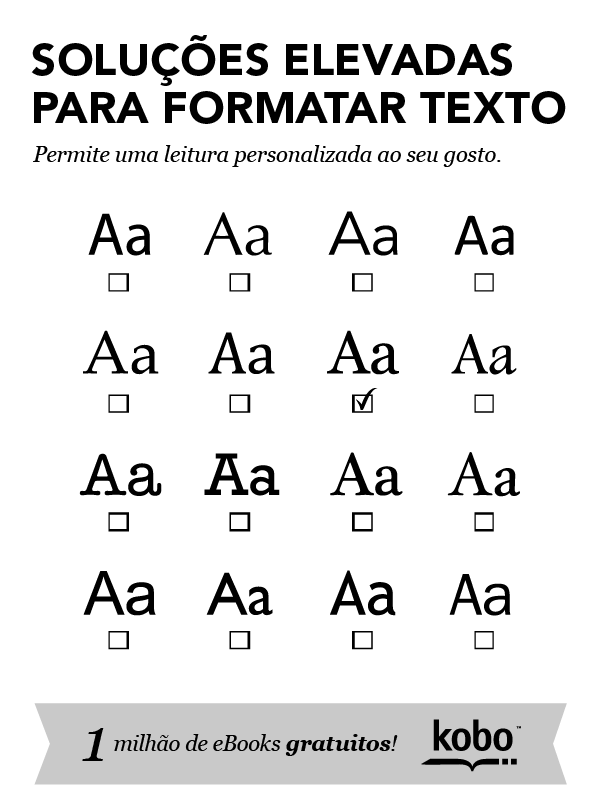 SOLUÇÕES ELEVADAS
PARA FORMATAR TEXTO
Permite uma leitura personalizada ao seu gosto.
Aa Aa Aa Aa
Aa Aa Aa Aa
Aa Aa Aa Aa
Aa Aa Aa Aa
1 milhão de eBooks gratuitos! kobo™